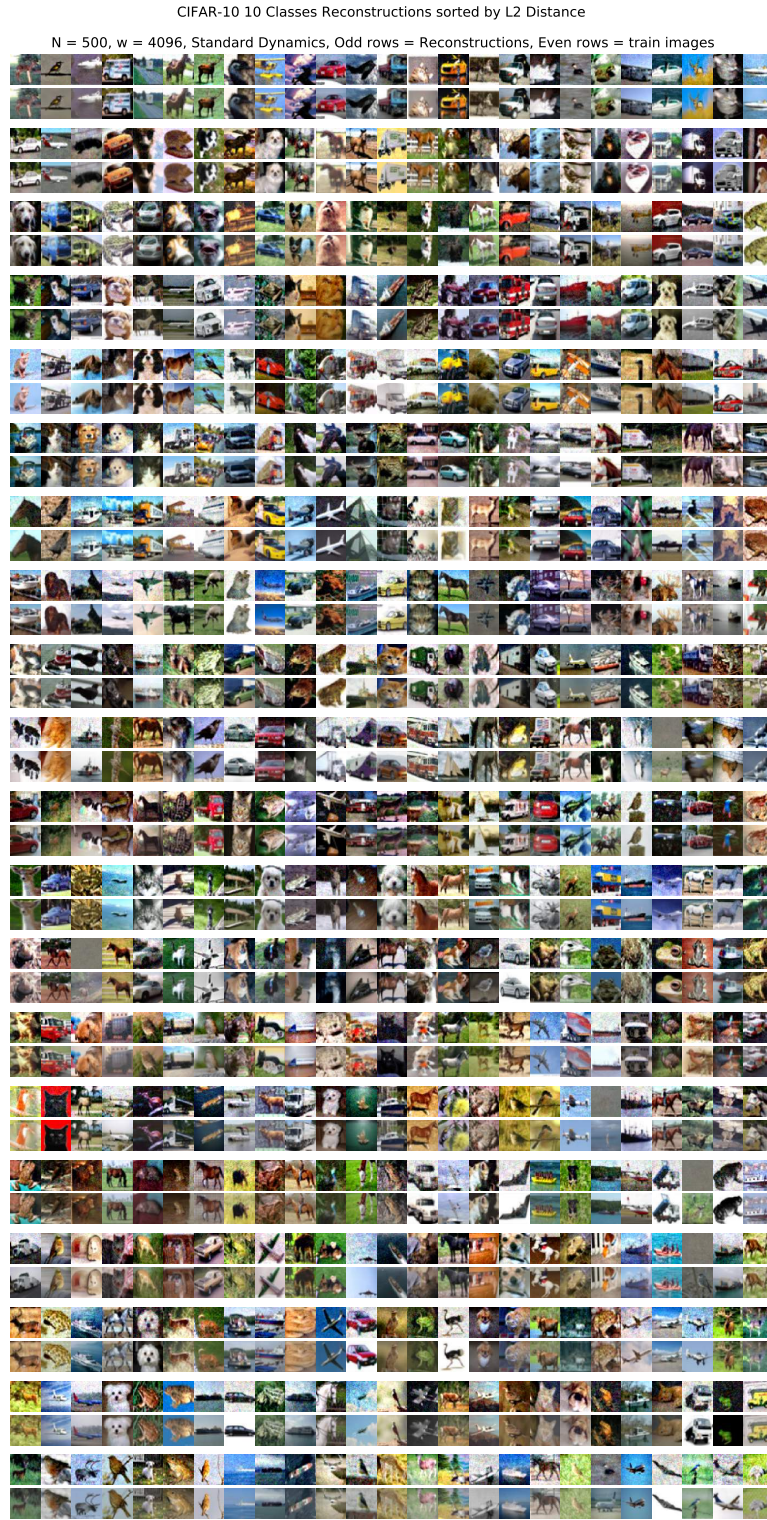 CIFAR-10 10 Classes Reconstructions sorted by L2 Distance
N = 500, w = 4096, Standard Dynamics, Odd rows = Reconstructions, Even rows = train images